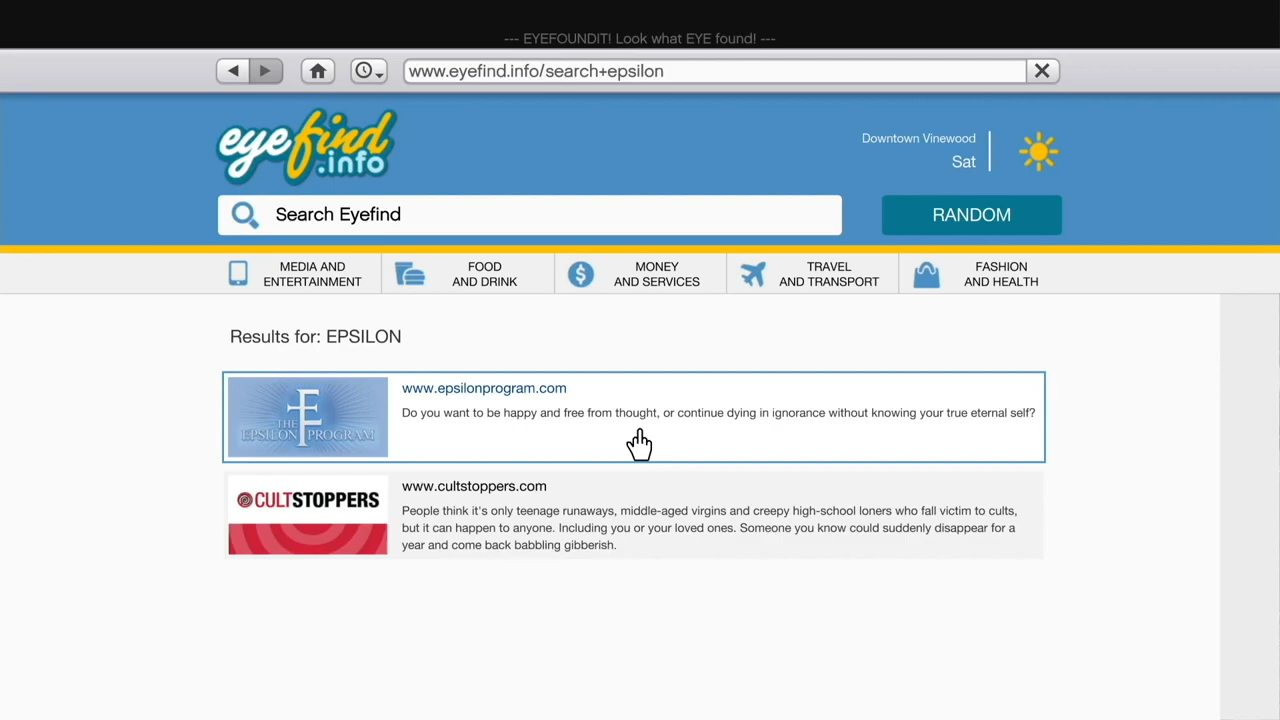 --- EYEFOUNDIT! Look what EYE found! ---
www.eyefind.info/search+epsilon
eyefind
.info
Downtown Vinewood
Sat
Search Eyefind
RANDOM
MEDIA AND
ENTERTAINMENT
FOOD
AND DRINK
MONEY
AND SERVICES
TRAVEL
AND TRANSPORT
FASHION
AND HEALTH
Results for: EPSILON
THE
EPSILON PROGRAM
www.epsilonprogram.com
Do you want to be happy and free from thought, or continue dying in ignorance without knowing your true eternal self?
CULTSTOPPERS
www.cultstoppers.com
People think it's only teenage runaways, middle-aged virgins and creepy high-school loners who fall victim to cults,
but it can happen to anyone. Including you or your loved ones. Someone you know could suddenly disappear for a
year and come back babbling gibberish.